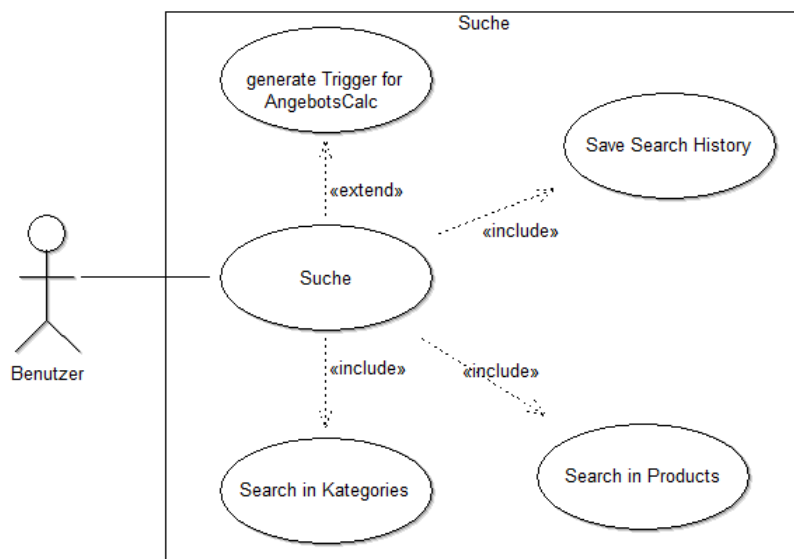 Suche
generate Trigger for
AngebotsCalc
Save Search History
«extend»
«include»
Suche
Benutzer
«include»
«include»
Search in Kategories
Search in Products